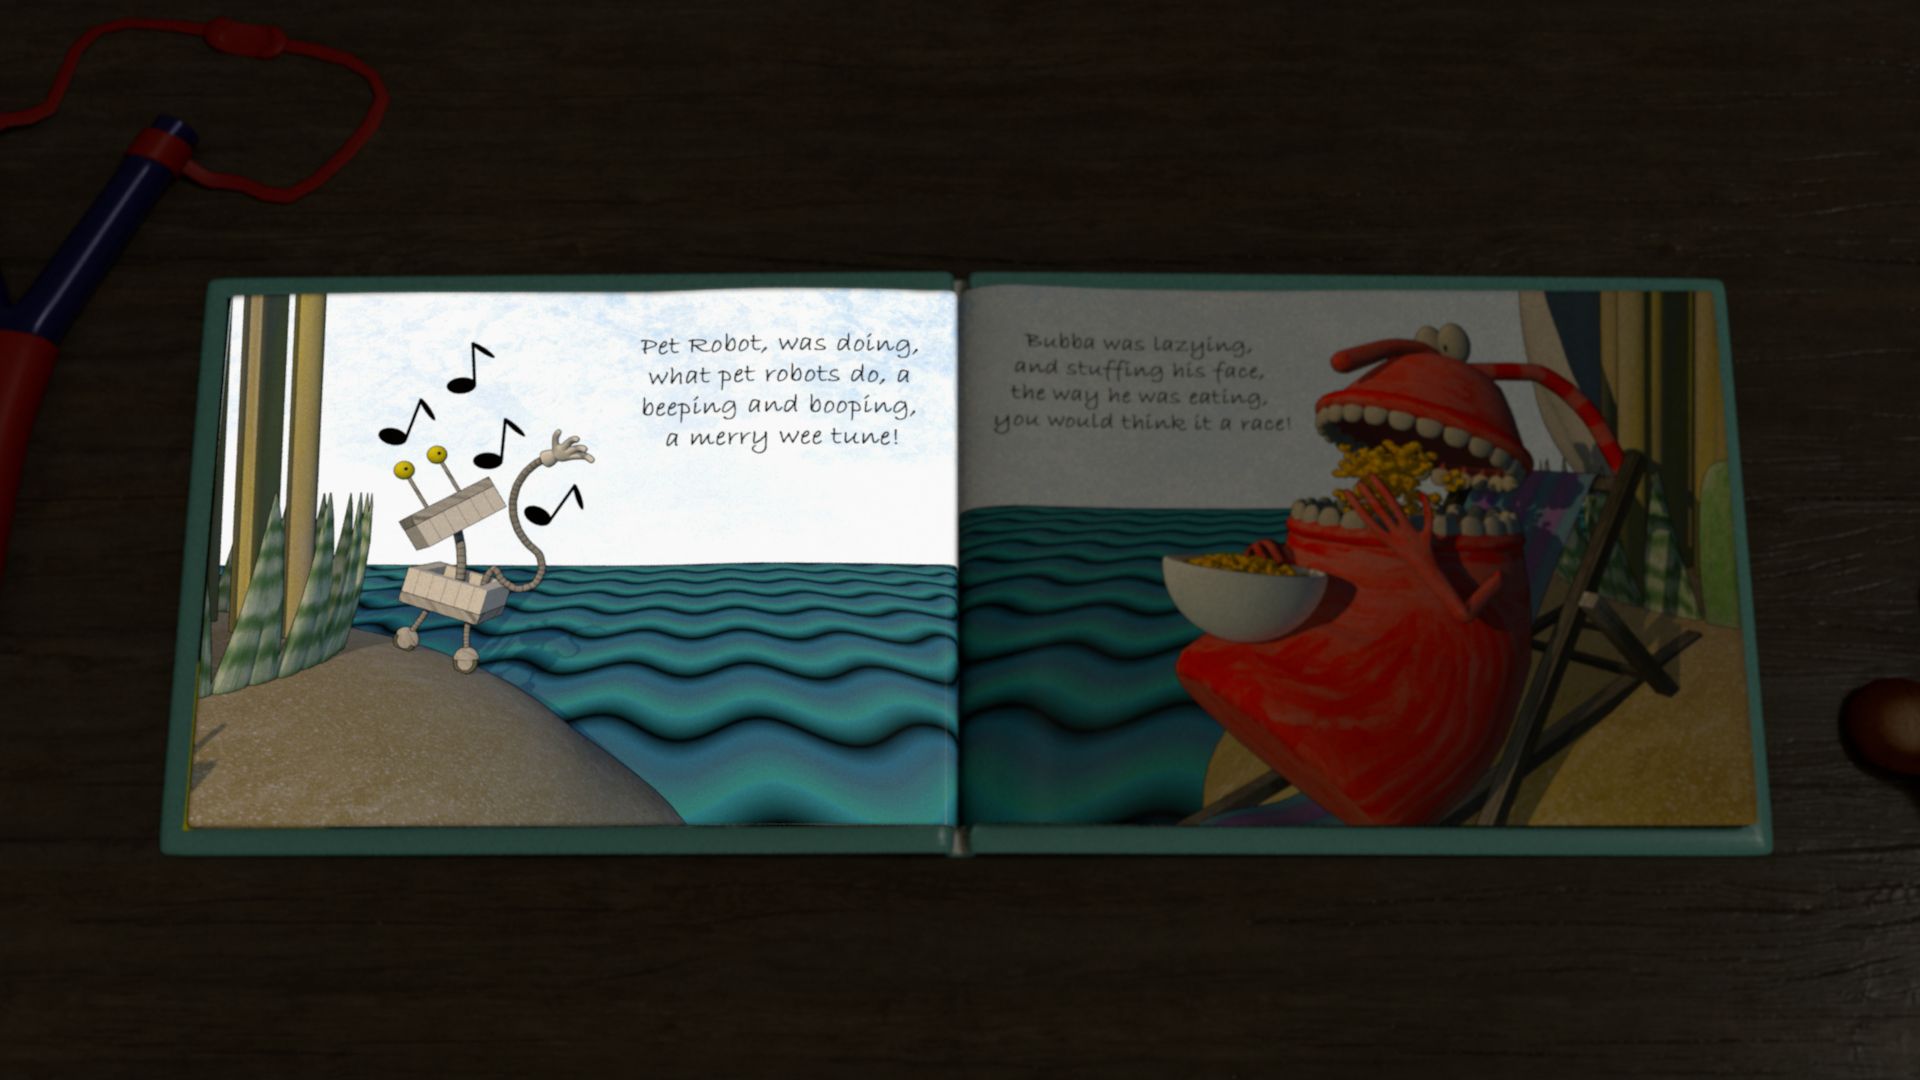 Pet Robot, was doing,
what pet robots do, a
beeping and booping,
a merry wee tune!
Bubba was lazying,
and stuffing his face,
the way he was eating,
you would think it a race!